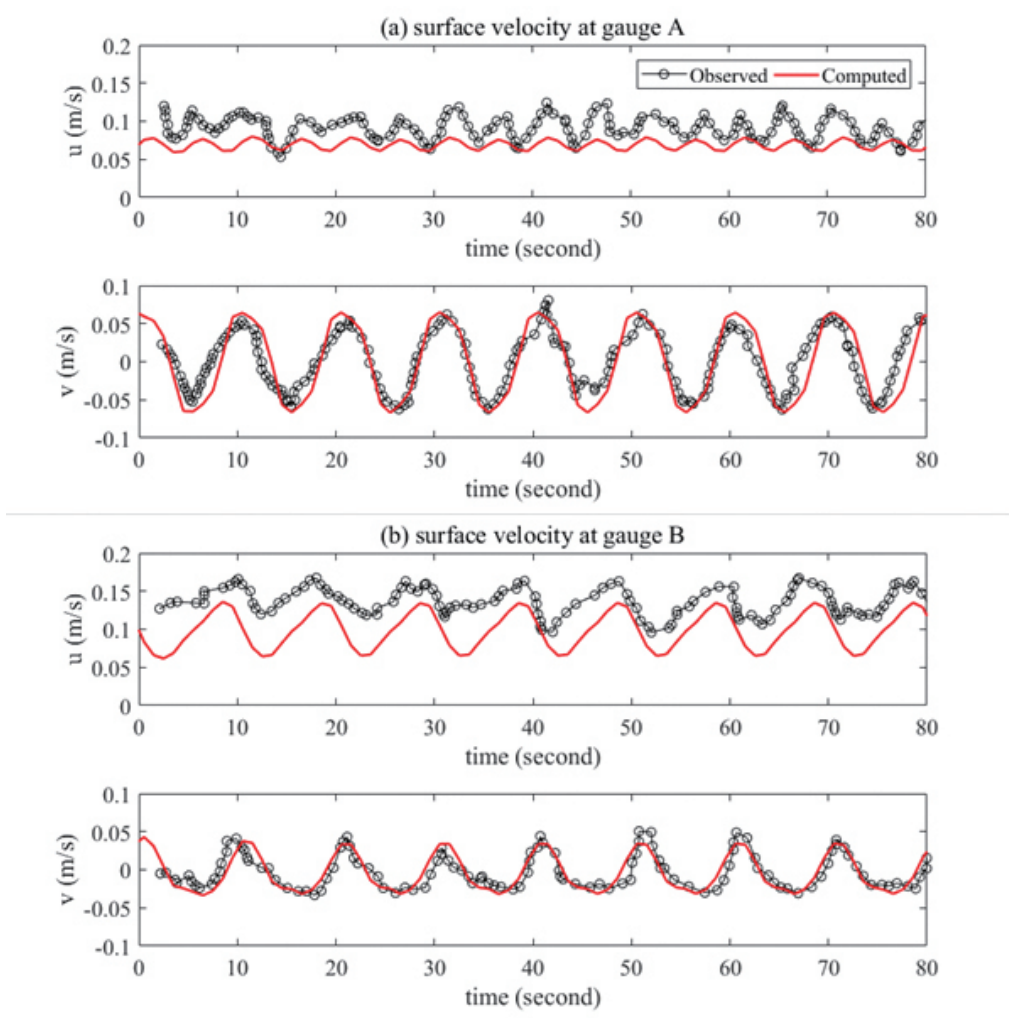 (a) surface velocity at gauge A
0.2
0.15
0.1
0.05
0
u (m/s)
Observed Computed
0 10 20 30 40 50 60 70 80
time (second)
0.1
0.05
0
-0.05
-0.1
v (m/s)
0 10 20 30 40 50 60 70 80
time (second)
(b) surface velocity at gauge B
0.2
0.15
0.1
0.05
0
u (m/s)
0 10 20 30 40 50 60 70 80
time (second)
0.1
0.05
0
-0.05
-0.1
v (m/s)
0 10 20 30 40 50 60 70 80
time (second)